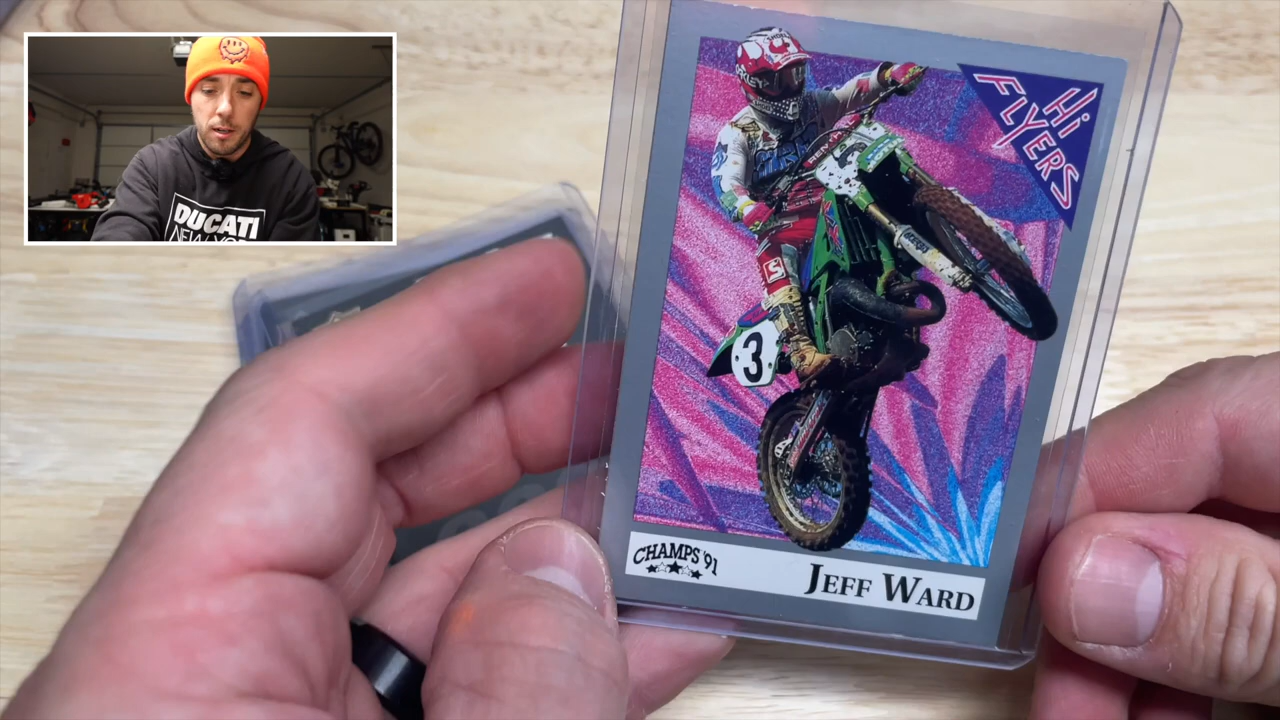 DUCATI
NEW YORK
Hi
FLYERS
3
CHAMPS '91
JEFF WARD